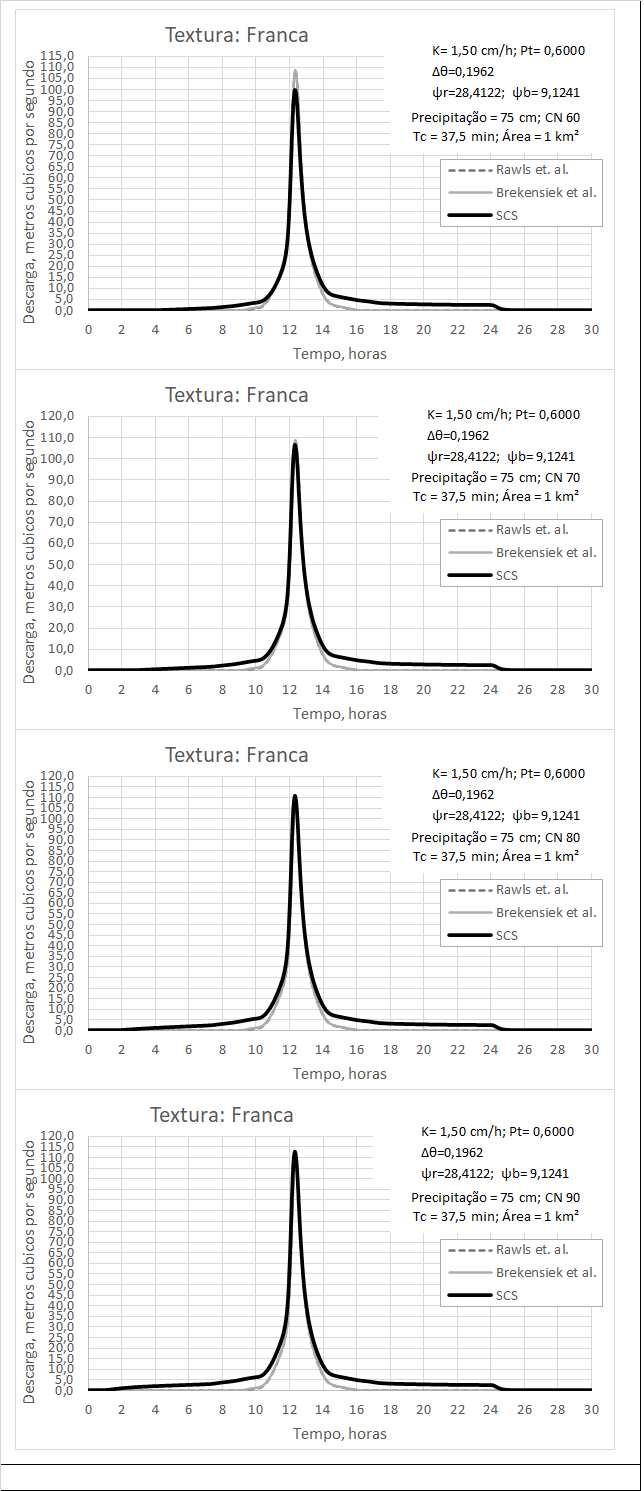 Textura: Franca
K= 1,50 cm/h; Pt= 0,6000
Δθ=0,1962
ψr=28,4122;  ψb= 9,1241
Precipitação = 75 cm; CN 60
Tc = 37,5 min; Área = 1 km²
Rawls et. al.
Brekensiek et al.
SCS
Descarga, metros cubicos por segundo
115,0
110,0
105,0
100,0
95,0
90,0
85,0
80,0
75,0
70,0
65,0
60,0
55,0
50,0
45,0
40,0
35,0
30,0
25,0
20,0
15,0
10,0
5,0
0,0
0 2 4 6 8 10 12 14 16 18 20 22 24 26 28 30
Tempo, horas
Textura: Franca
K= 1,50 cm/h; Pt= 0,6000
Δθ=0,1962
ψr=28,4122;  ψb= 9,1241
Precipitação = 75 cm; CN 70
Tc = 37,5 min; Área = 1 km²
Rawls et. al.
Brekensiek et al.
SCS
Descarga, metros cubicos por segundo
120,0
110,0
100,0
90,0
80,0
70,0
60,0
50,0
40,0
30,0
20,0
10,0
0,0
0 2 4 6 8 10 12 14 16 18 20 22 24 26 28 30
Tempo, horas
Textura: Franca
K= 1,50 cm/h; Pt= 0,6000
Δθ=0,1962
ψr=28,4122;  ψb= 9,1241
Precipitação = 75 cm; CN 80
Tc = 37,5 min; Área = 1 km²
Rawls et. al.
Brekensiek et al.
SCS
Descarga, metros cubicos por segundo
120,0
115,0
110,0
105,0
100,0
95,0
90,0
85,0
80,0
75,0
70,0
65,0
60,0
55,0
50,0
45,0
40,0
35,0
30,0
25,0
20,0
15,0
10,0
5,0
0,0
0 2 4 6 8 10 12 14 16 18 20 22 24 26 28 30
Tempo, horas
Textura: Franca
K= 1,50 cm/h; Pt= 0,6000
Δθ=0,1962
ψr=28,4122;  ψb= 9,1241
Precipitação = 75 cm; CN 90
Tc = 37,5 min; Área = 1 km²
Rawls et. al.
Brekensiek et al.
SCS
Descarga, metros cubicos por segundo
120,0
115,0
110,0
105,0
100,0
95,0
90,0
85,0
80,0
75,0
70,0
65,0
60,0
55,0
50,0
45,0
40,0
35,0
30,0
25,0
20,0
15,0
10,0
5,0
0,0
0 2 4 6 8 10 12 14 16 18 20 22 24 26 28 30
Tempo, horas